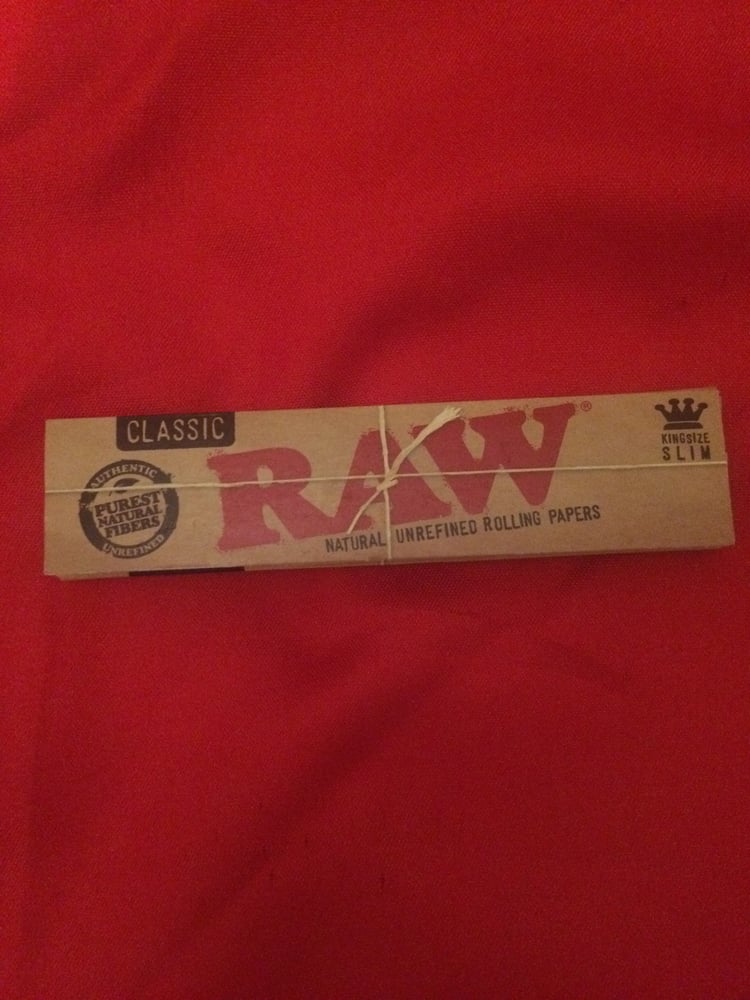 CLASSIC
AUTHENTIC
PUREST
NATURAL
FIBERS
UNREFINED
RAW®
NATURAL UNREFINED ROLLING PAPERS
KINGSIZE
SLIM